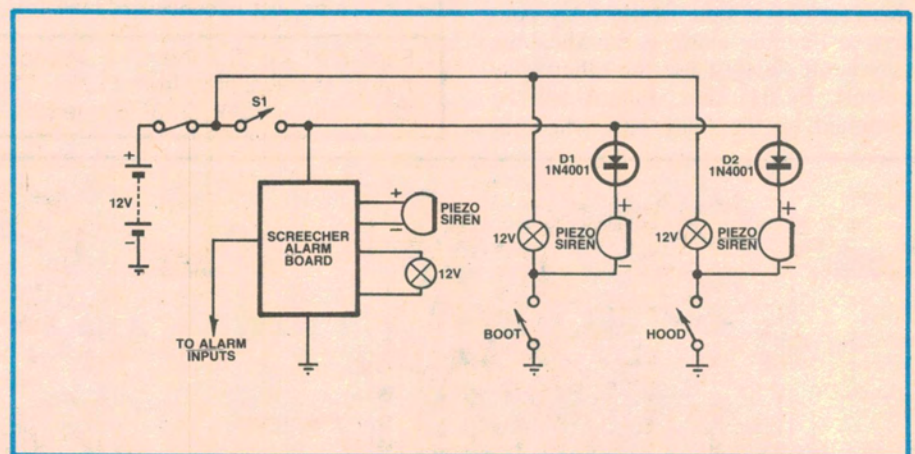 S1
+
12V
−
SCREECHER
ALARM
BOARD
TO ALARM
INPUTS
+
−
PIEZO
SIREN
12V
D1
1N4001
12V
+
PIEZO
SIREN
−
BOOT
D2
1N4001
12V
+
PIEZO
SIREN
−
HOOD